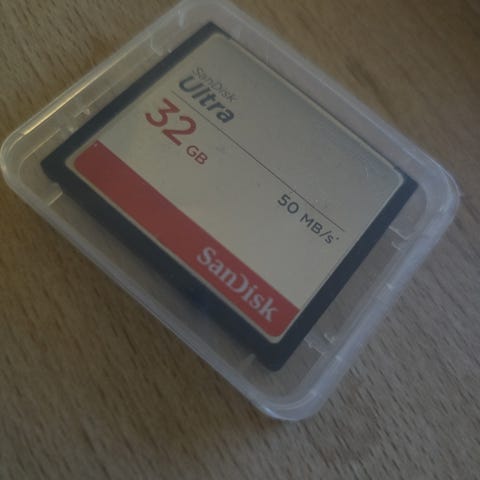 SanDisk
Ultra
32 GB
50 MB/s*
SanDisk